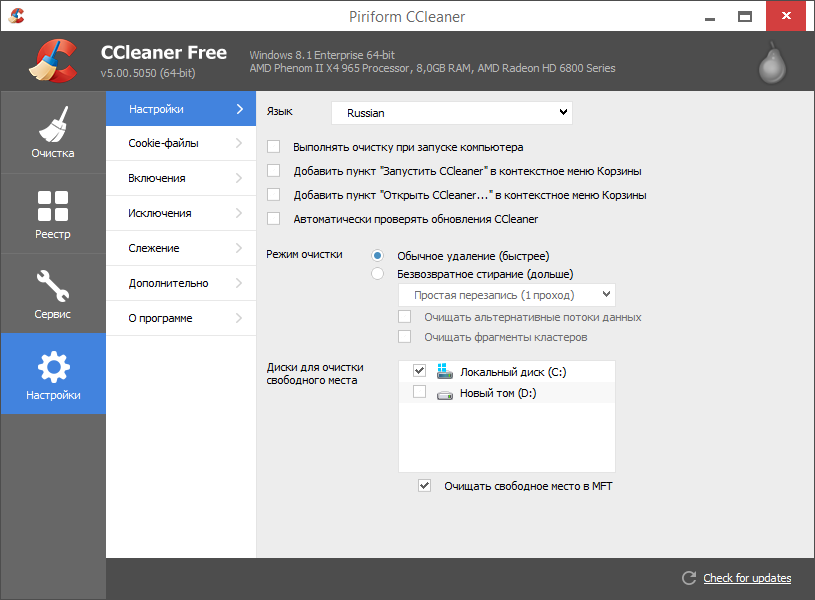 Piriform CCleaner
CCleaner Free
v5.00.5050 (64-bit)
Windows 8.1 Enterprise 64-bit
AMD Phenom II X4 965 Processor, 8,0GB RAM, AMD Radeon HD 6800 Series
Очистка
Реестр
Сервис
Настройки
Настройки
Cookie-файлы
Включения
Исключения
Слежение
Дополнительно
О программе
Язык
Russian
Выполнять очистку при запуске компьютера
Добавить пункт "Запустить CCleaner" в контекстное меню Корзины
Добавить пункт "Открыть CCleaner..." в контекстное меню Корзины
Автоматически проверять обновления CCleaner
Режим очистки
Обычное удаление (быстрее)
Безвозвратное стирание (дольше)
Простая перезапись (1 проход)
Очищать альтернативные потоки данных
Очищать фрагменты кластеров
Диски для очистки
свободного места
Локальный диск (C:)
Новый том (D:)
Очищать свободное место в MFT
Check for updates